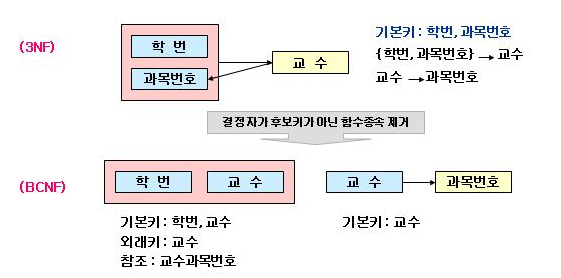 (3NF)
학 번
과목번호
교 수
기본키 : 학번, 과목번호
{학번, 과목번호} → 교수
교수 → 과목번호
결정자가 후보키가 아닌 함수종속 제거
(BCNF)
학 번
교 수
교 수
과목번호
기본키 : 학번, 교수
외래키 : 교수
참조 : 교수과목번호
기본키 : 교수